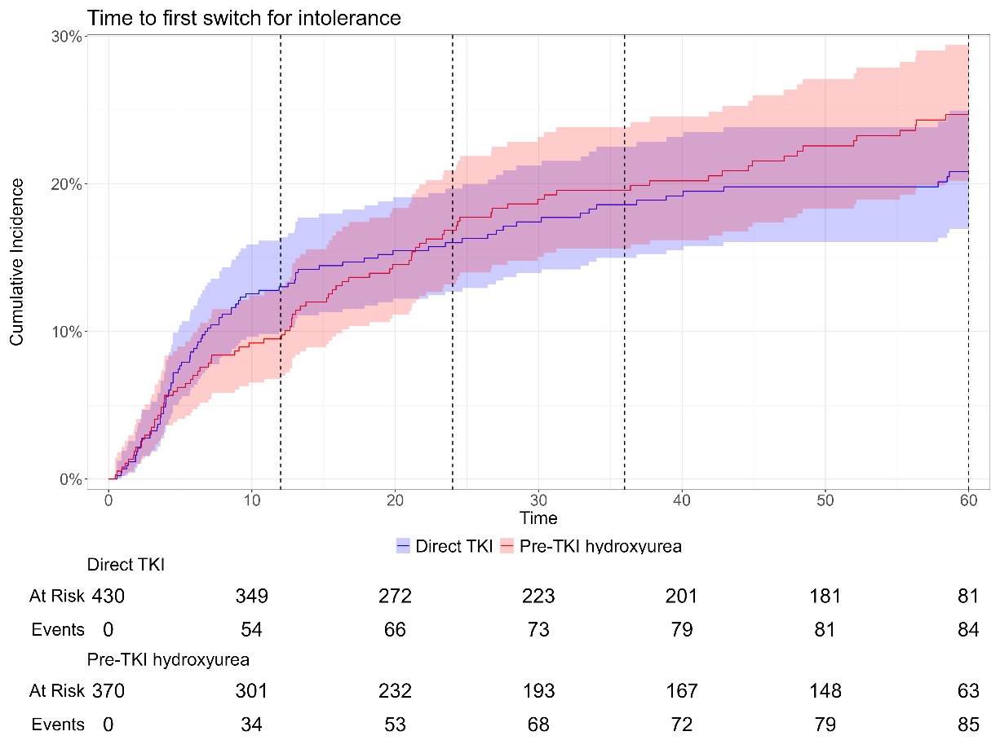 Time to first switch for intolerance
30%
20%
10%
0%
Cumulative Incidence
0 10 20 30 40 50 60
Time
Direct TKI Pre-TKI hydroxyurea
Direct TKI
At Risk 430 349 272 223 201 181 81
Events 0 54 66 73 79 81 84
Pre-TKI hydroxyurea
At Risk 370 301 232 193 167 148 63
Events 0 34 53 68 72 79 85